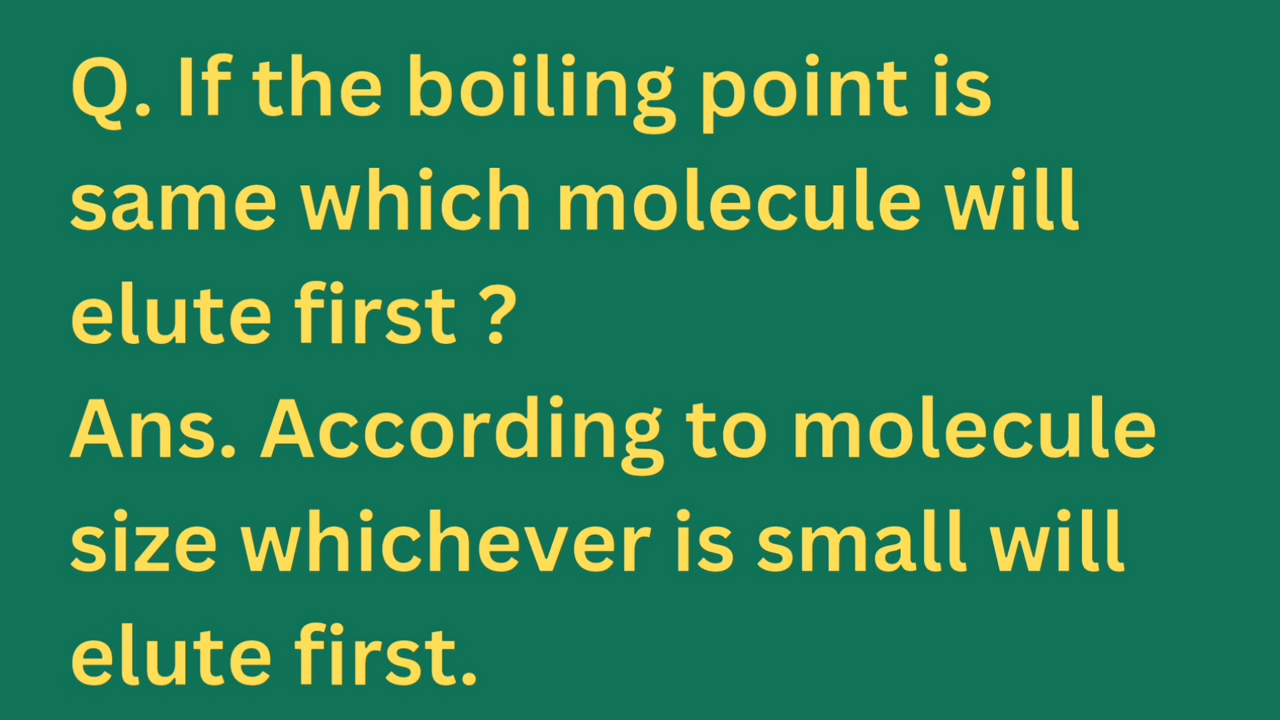 Q. If the boiling point is
same which molecule will
elute first ?
Ans. According to molecule
size whichever is small will
elute first.